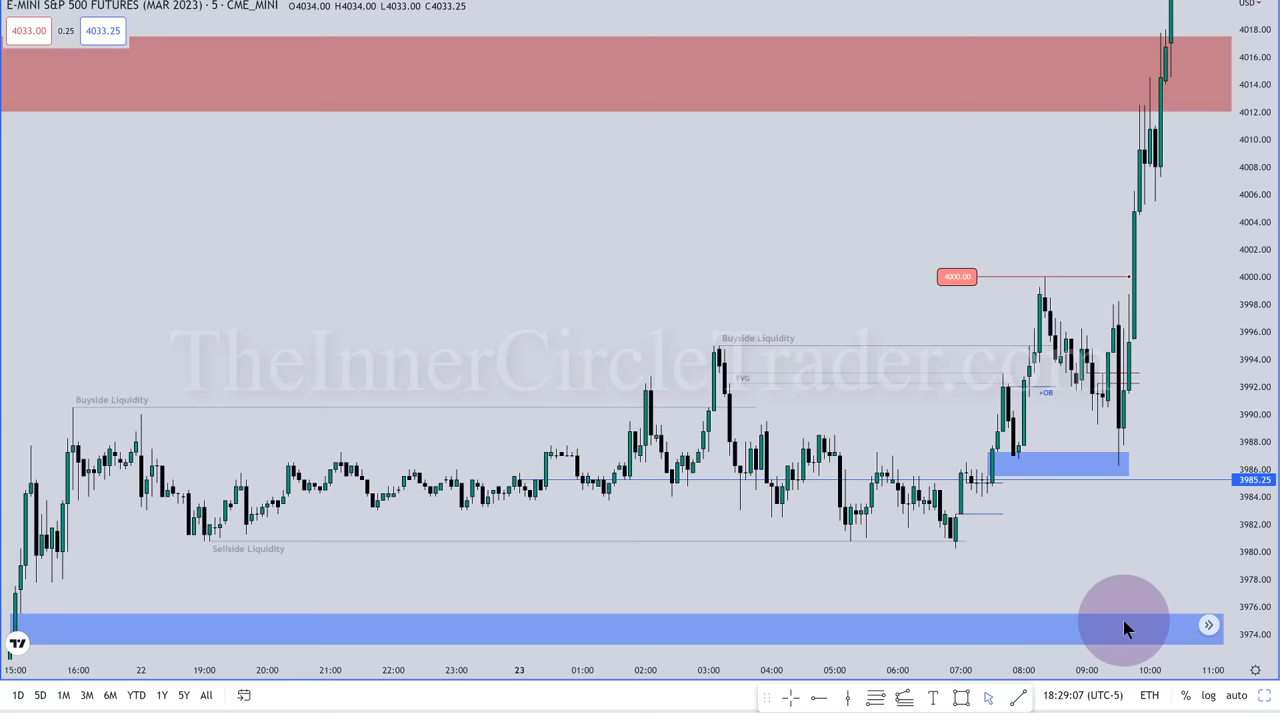 E-MINI S&P 500 FUTURES (MAR 2023) · 5 · CME_MINI O4034.00 H4034.00 L4033.00 C4033.25
USD
4033.00 0.25 4033.25
4018.00
4016.00
4014.00
4012.00
4010.00
4008.00
4006.00
4004.00
4002.00
4000.00 4000.00
3998.00
3996.00
Buyside Liquidity
TheInnerCircleTrader.com
3994.00
FVG
3992.00
+OB
Buyside Liquidity
3990.00
3988.00
3986.00
3985.25
3984.00
3982.00
Sellside Liquidity
3980.00
3978.00
3976.00
3974.00
15:00 16:00 22 19:00 20:00 21:00 22:00 23:00 23 01:00 02:00 03:00 04:00 05:00 06:00 07:00 08:00 09:00 10:00 11:00
1D 5D 1M 3M 6M YTD 1Y 5Y All 18:29:07 (UTC-5) ETH % log auto